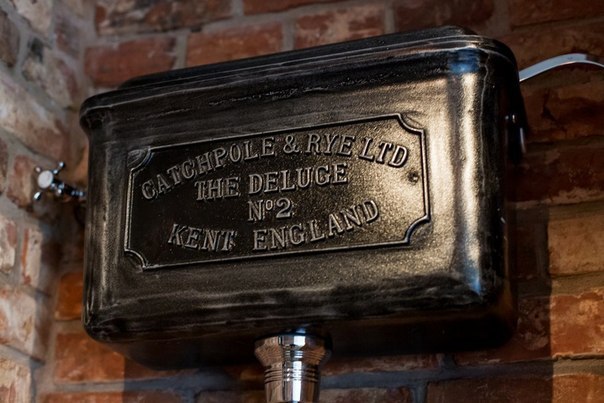 CATCHPOLE & RYE LTD
THE DELUGE
Nº2
KENT ENGLAND